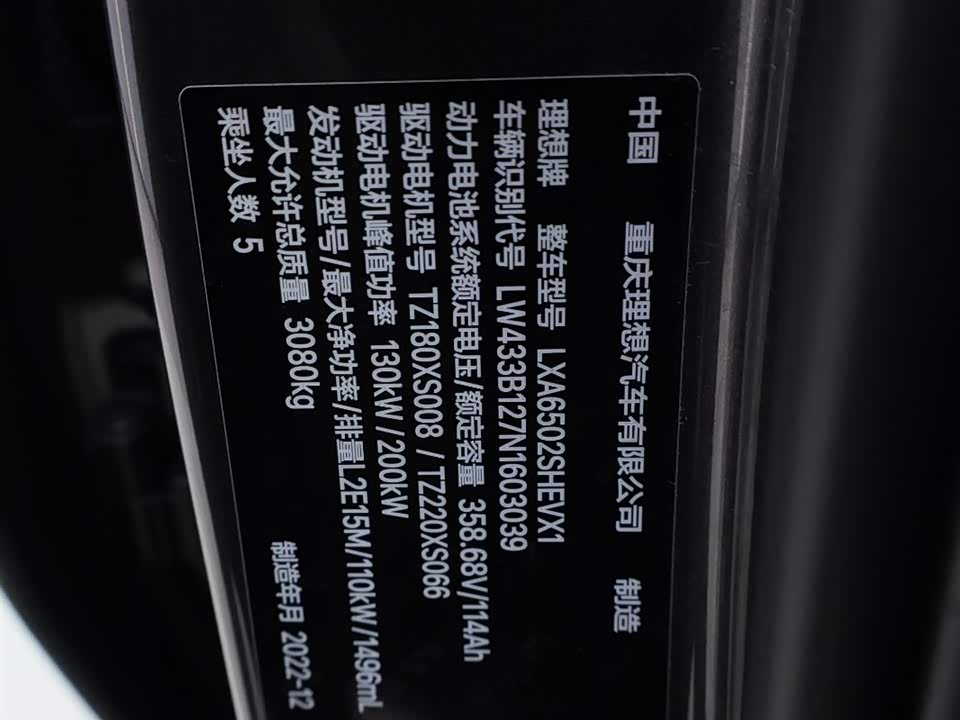 中国 重庆理想汽车有限公司 制造
理想牌 整车型号 LXA6502SHEVX1
车辆识别代号 LW433B127N1603039
动力电池系统额定电压/额定容量 358.68V/114Ah
驱动电机型号 TZ180XS008 / TZ220XS066
驱动电机峰值功率 130kW/200kW
发动机型号/最大净功率/排量L2E15M/110kW/1496mL
最大允许总质量 3080kg 制造年月 2022-12
乘坐人数 5